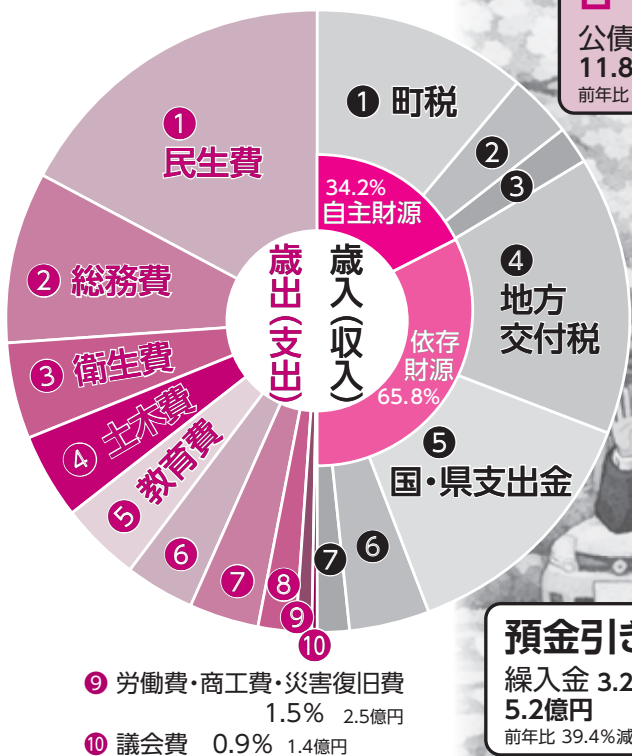 公債
11.8
前年比
❶ 町税
❷
❸
34.2%
自主財源
❹
地方
交付税
歳入(収入)
依存
財源
65.8%
❺
国・県支出金
❻
❼
歳出(支出)
❶
民生費
❷ 総務費
❸ 衛生費
❹ 土木費
❺ 教育費
❻
❼
❽
❾
❿
❾ 労働費・商工費・災害復旧費
1.5% 2.5億円
❿ 議会費 0.9% 1.4億円
預金引き
繰入金 3.2
5.2億円
前年比 39.4%減